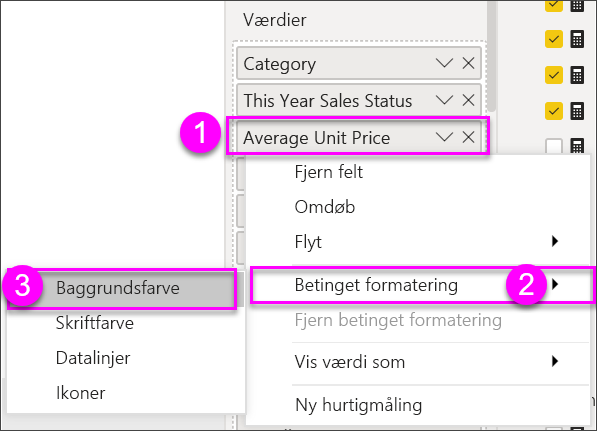 Værdier
Category
This Year Sales Status
1
Average Unit Price
Fjern felt
Omdøb
Flyt
Betinget formatering
2
Fjern betinget formatering
Vis værdi som
Ny hurtigmåling
3
Baggrundsfarve
Skriftfarve
Datalinjer
Ikoner